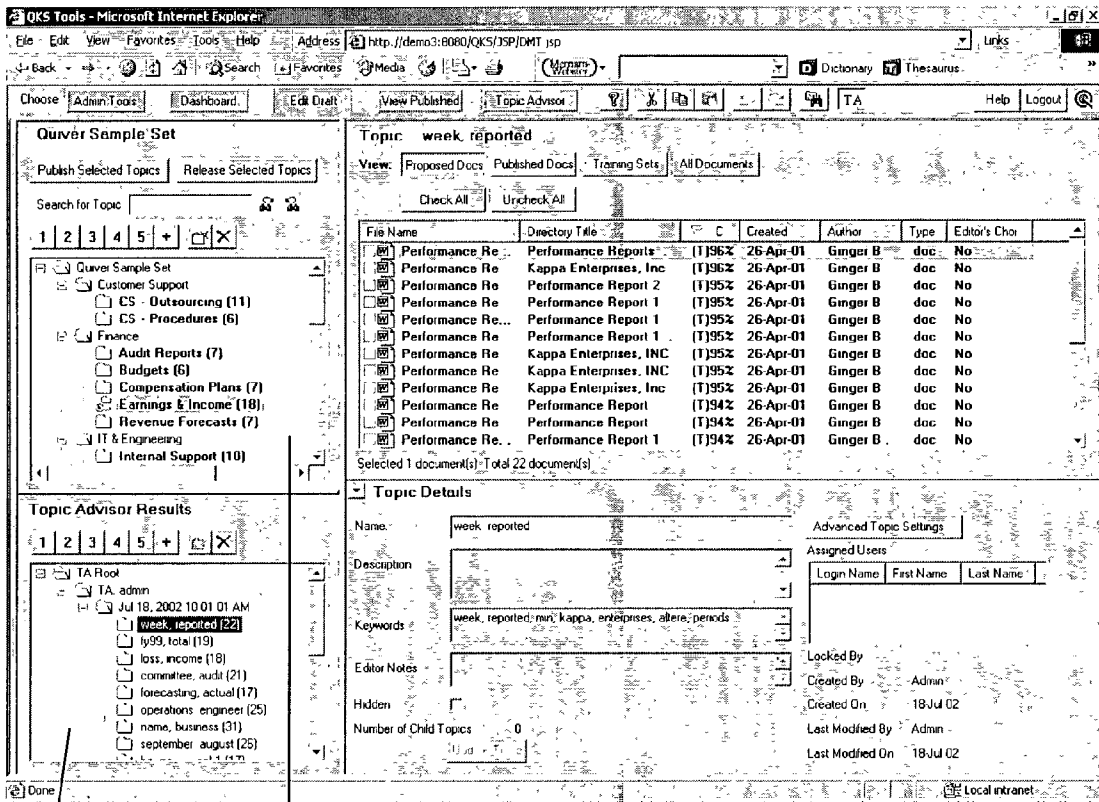 QKS Tools - Microsoft Internet Explorer
File Edit View Favorites Tools Help Address http://demo3:8080/QKS/JSP/DMT.jsp Links
Back Search Favorites Media Merriam-Webster Dictionary Thesaurus
Choose Admin Tools Dashboard Edit Draft View Published Topic Advisor TA Help Logout
Quiver Sample Set
Publish Selected Topics Release Selected Topics
Search for Topic
1 2 3 4 5 + X
Quiver Sample Set
Customer Support
CS - Outsourcing (11)
CS - Procedures (6)
Finance
Audit Reports (7)
Budgets (6)
Compensation Plans (7)
Earnings & Income (18)
Revenue Forecasts (7)
IT & Engineering
Internal Support (10)
Topic Advisor Results
1 2 3 4 5 + X
TA Root
TA. admin
Jul 18, 2002 10 01 01 AM
week, reported (22)
fy99, total (19)
loss, income (18)
committee, audit (21)
forecasting, actual (17)
operations engineer (25)
name, business (31)
september august (25)
Topic week, reported
View: Proposed Docs Published Docs Training Sets All Documents
Check All Uncheck All
File Name Directory Title C Created Author Type Editor's Choi
Performance Re... Performance Reports (T)96% 26-Apr-01 Ginger B doc No
Performance Re Kappa Enterprises, Inc (T)96% 26-Apr-01 Ginger B doc No
Performance Re Performance Report 2 (T)95% 26-Apr-01 Ginger B doc No
Performance Re Performance Report 1 (T)95% 26-Apr-01 Ginger B doc No
Performance Re... Performance Report 1 (T)95% 26-Apr-01 Ginger B doc No
Performance Re Performance Report 1 . (T)95% 26-Apr-01 Ginger B doc No
Performance Re Kappa Enterprises, INC (T)95% 26-Apr-01 Ginger B doc No
Performance Re Kappa Enterprises, INC (T)95% 26-Apr-01 Ginger B doc No
Performance Re Kappa Enterprises, Inc (T)95% 26-Apr-01 Ginger B doc No
Performance Re Performance Report (T)94% 26-Apr-01 Ginger B doc No
Performance Re Performance Report (T)94% 26-Apr-01 Ginger B doc No
Performance Re. . Performance Report 1 (T)94% 26-Apr-01 Ginger B . doc No
Selected 1 document(s) Total 22 document(s)
Topic Details
Name. week reported Advanced Topic Settings
Description Assigned Users
Login Name First Name Last Name
Keywords week, reported, min, kappa, enterprises, altere, periods
Editor Notes Locked By
Hidden Created By Admin
Created On 18-Jul 02
Number of Child Topics 0 Last Modified By Admin
Last Modified On 18-Jul 02
Done Local intranet